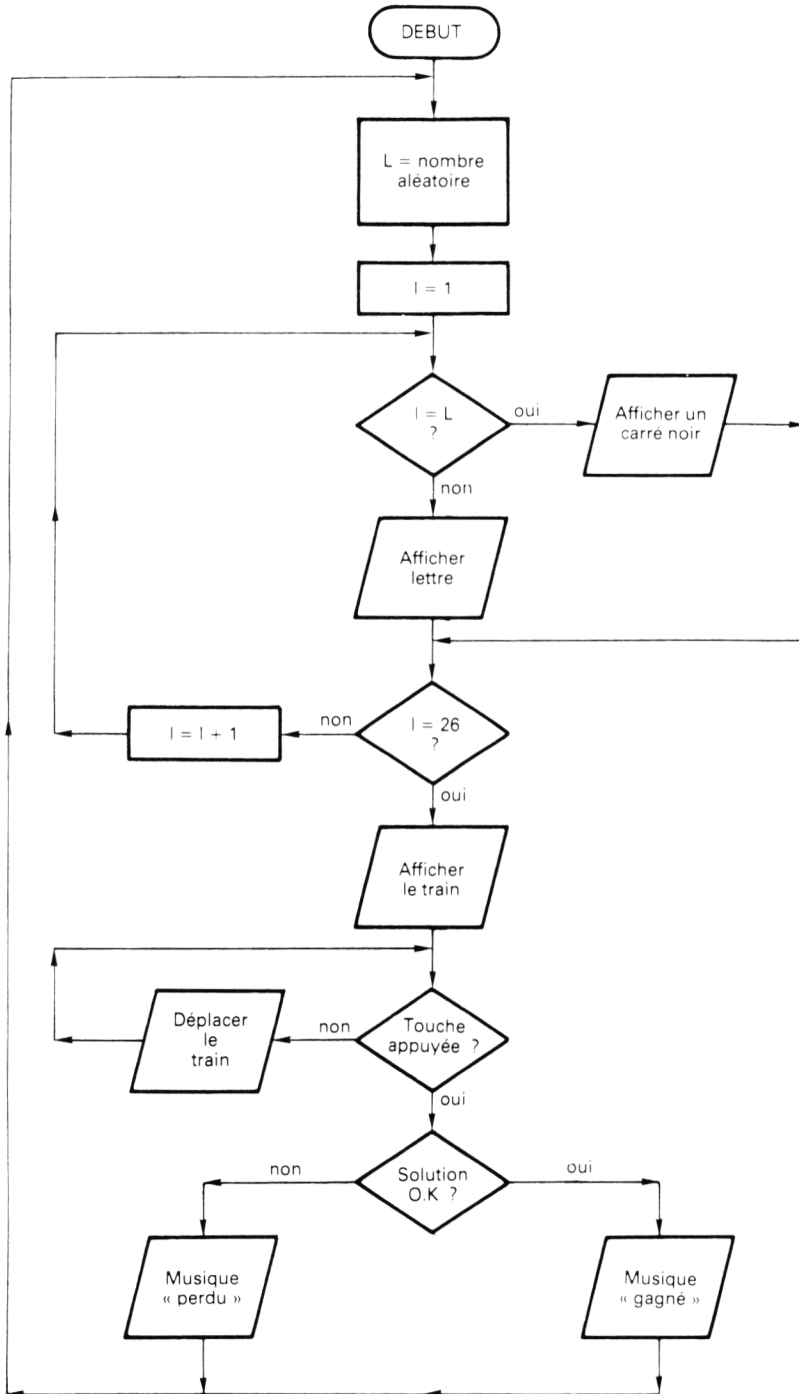 DEBUT
L = nombre
aléatoire
I = 1
I = L
?
oui
Afficher un
carré noir
non
Afficher
lettre
I = 26
?
non
I = I + 1
oui
Afficher
le train
Touche
appuyée ?
non
Déplacer
le
train
oui
Solution
O.K ?
non
oui
Musique
« perdu »
Musique
« gagné »